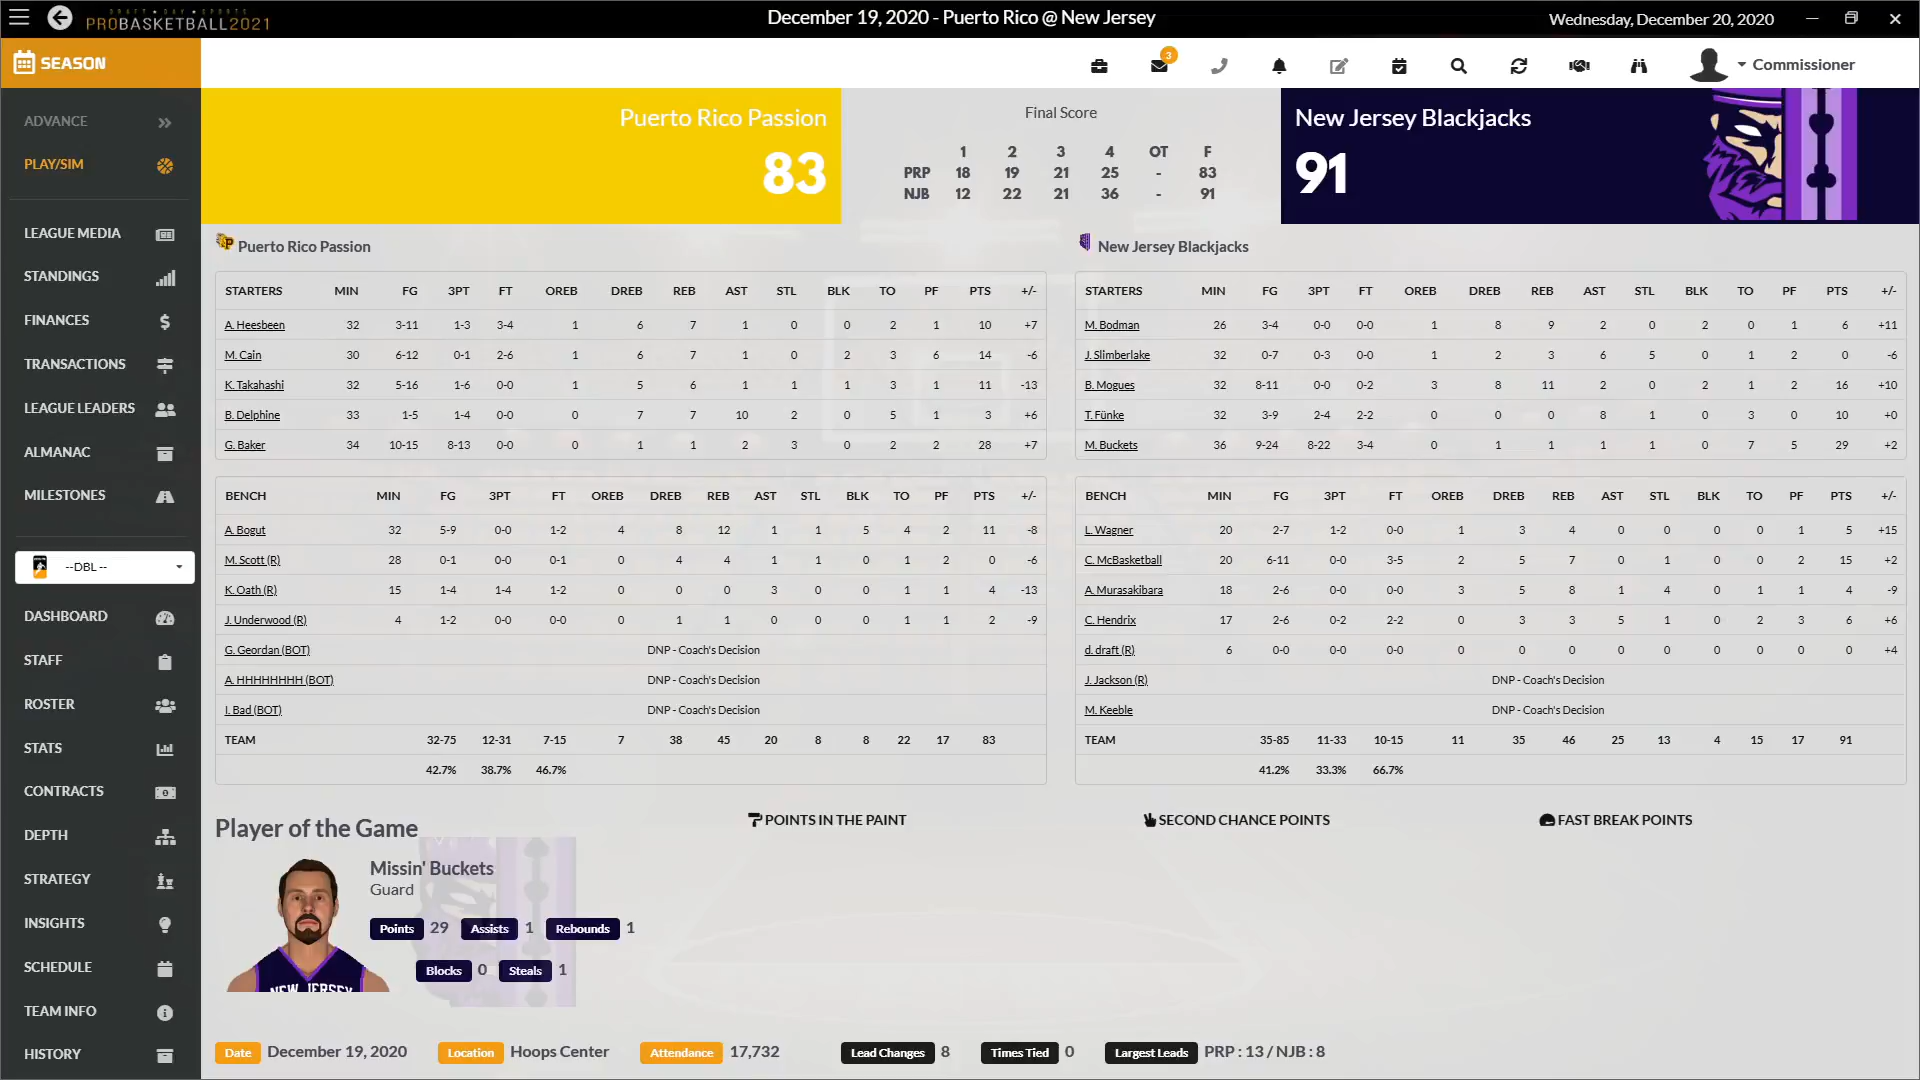 DRAFT • DAY • SPORTS
PROBASKETBALL2021
December 19, 2020 - Puerto Rico @ New Jersey
Wednesday, December 20, 2020
SEASON
3
Commissioner
ADVANCE
PLAY/SIM
LEAGUE MEDIA
STANDINGS
FINANCES
TRANSACTIONS
LEAGUE LEADERS
ALMANAC
MILESTONES
--DBL --
DASHBOARD
STAFF
ROSTER
STATS
CONTRACTS
DEPTH
STRATEGY
INSIGHTS
SCHEDULE
TEAM INFO
HISTORY
Puerto Rico Passion
83
Final Score
1 2 3 4 OT F
PRP 18 19 21 25 - 83
NJB 12 22 21 36 - 91
New Jersey Blackjacks
91
Puerto Rico Passion
STARTERS MIN FG 3PT FT OREB DREB REB AST STL BLK TO PF PTS +/-
A. Heesbeen 32 3-11 1-3 3-4 1 6 7 1 0 0 2 1 10 +7
M. Cain 30 6-12 0-1 2-6 1 6 7 1 0 2 3 6 14 -6
K. Takahashi 32 5-16 1-6 0-0 1 5 6 1 1 1 3 1 11 -13
B. Delphine 33 1-5 1-4 0-0 0 7 7 10 2 0 5 1 3 +6
G. Baker 34 10-15 8-13 0-0 0 1 1 2 3 0 2 2 28 +7
BENCH MIN FG 3PT FT OREB DREB REB AST STL BLK TO PF PTS +/-
A. Bogut 32 5-9 0-0 1-2 4 8 12 1 1 5 4 2 11 -8
M. Scott (R) 28 0-1 0-0 0-1 0 4 4 1 1 0 1 2 0 -6
K. Oath (R) 15 1-4 1-4 1-2 0 0 0 3 0 0 1 1 4 -13
J. Underwood (R) 4 1-2 0-0 0-0 0 1 1 0 0 0 1 1 2 -9
G. Geordan (BOT) DNP - Coach's Decision
A. HHHHHHHH (BOT) DNP - Coach's Decision
I. Bad (BOT) DNP - Coach's Decision
TEAM 32-75 12-31 7-15 7 38 45 20 8 8 22 17 83
42.7% 38.7% 46.7%
New Jersey Blackjacks
STARTERS MIN FG 3PT FT OREB DREB REB AST STL BLK TO PF PTS +/-
M. Bodman 26 3-4 0-0 0-0 1 8 9 2 0 2 0 1 6 +11
J. Slimberlake 32 0-7 0-3 0-0 1 2 3 6 5 0 1 2 0 -6
B. Mogues 32 8-11 0-0 0-2 3 8 11 2 0 2 1 2 16 +10
T. Fünke 32 3-9 2-4 2-2 0 0 0 8 1 0 3 0 10 +0
M. Buckets 36 9-24 8-22 3-4 0 1 1 1 1 0 7 5 29 +2
BENCH MIN FG 3PT FT OREB DREB REB AST STL BLK TO PF PTS +/-
L. Wagner 20 2-7 1-2 0-0 1 3 4 0 0 0 0 1 5 +15
C. McBasketball 20 6-11 0-0 3-5 2 5 7 0 1 0 0 2 15 +2
A. Murasakibara 18 2-6 0-0 0-0 3 5 8 1 4 0 1 1 4 -9
C. Hendrix 17 2-6 0-2 2-2 0 3 3 5 1 0 2 3 6 +6
d. draft (R) 6 0-0 0-0 0-0 0 0 0 0 0 0 0 0 0 +4
J. Jackson (R) DNP - Coach's Decision
M. Keeble DNP - Coach's Decision
TEAM 35-85 11-33 10-15 11 35 46 25 13 4 15 17 91
41.2% 33.3% 66.7%
Player of the Game
Missin' Buckets
Guard
Points 29 Assists 1 Rebounds 1
Blocks 0 Steals 1
NEW JERSEY
POINTS IN THE PAINT
SECOND CHANCE POINTS
FAST BREAK POINTS
Date December 19, 2020 Location Hoops Center Attendance 17,732 Lead Changes 8 Times Tied 0 Largest Leads PRP : 13 / NJB : 8